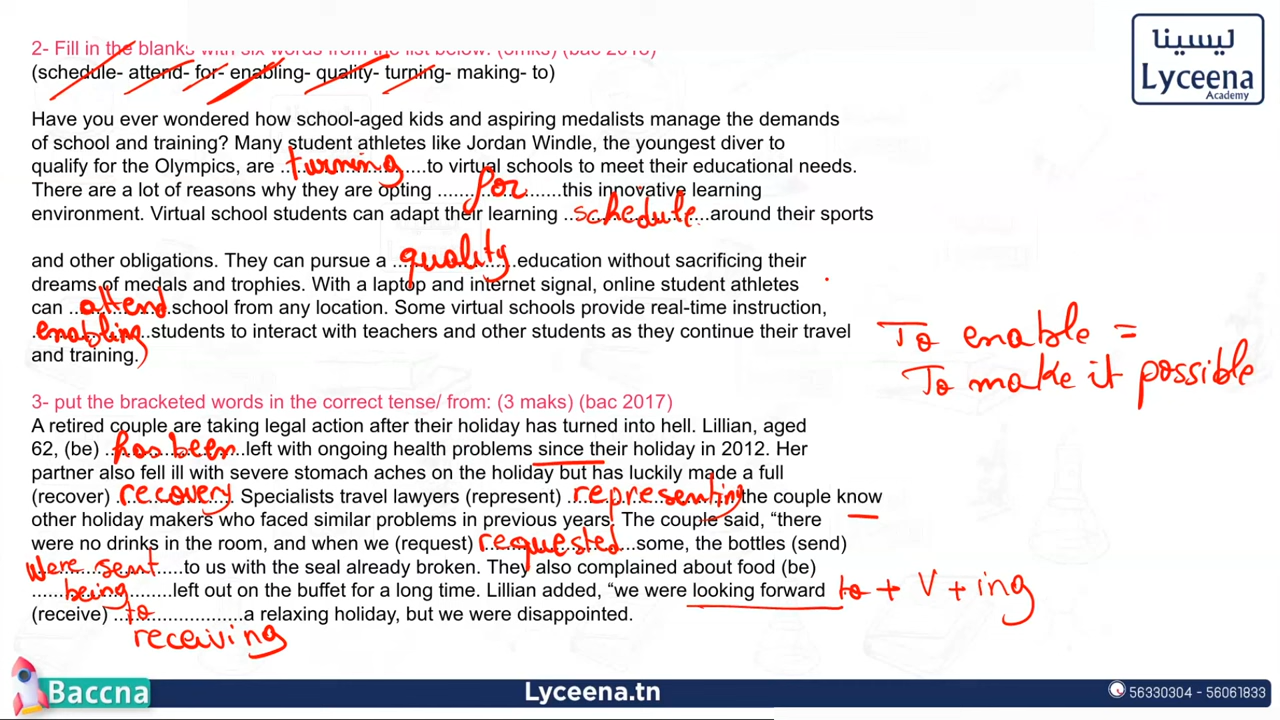 ليسينا
Lyceena
Academy
2- Fill in the blanks with six words from the list below: (3mks) (bac 2018)
(schedule- attend- for- enabling- quality- turning- making- to)
Have you ever wondered how school-aged kids and aspiring medalists manage the demands
of school and training? Many student athletes like Jordan Windle, the youngest diver to
qualify for the Olympics, are ..turning.. to virtual schools to meet their educational needs.
There are a lot of reasons why they are opting ..for.. this innovative learning
environment. Virtual school students can adapt their learning ..schedule.. around their sports
and other obligations. They can pursue a ..quality.. education without sacrificing their
dreams of medals and trophies. With a laptop and internet signal, online student athletes
can ..attend.. school from any location. Some virtual schools provide real-time instruction,
..enabling.. students to interact with teachers and other students as they continue their travel
and training.
To enable =
To make it possible
3- put the bracketed words in the correct tense/ from: (3 maks) (bac 2017)
A retired couple are taking legal action after their holiday has turned into hell. Lillian, aged
62, (be) ..has been.. left with ongoing health problems since their holiday in 2012. Her
partner also fell ill with severe stomach aches on the holiday but has luckily made a full
(recover) ..recovery.. Specialists travel lawyers (represent) ..representing.. the couple know
other holiday makers who faced similar problems in previous years. The couple said, “there
were no drinks in the room, and when we (request) ..requested.. some, the bottles (send)
..were sent.. to us with the seal already broken. They also complained about food (be)
..being.. left out on the buffet for a long time. Lillian added, “we were looking forward to + V + ing
(receive) ..to receiving.. a relaxing holiday, but we were disappointed.
Baccna
Lyceena.tn
56330304 - 56061833